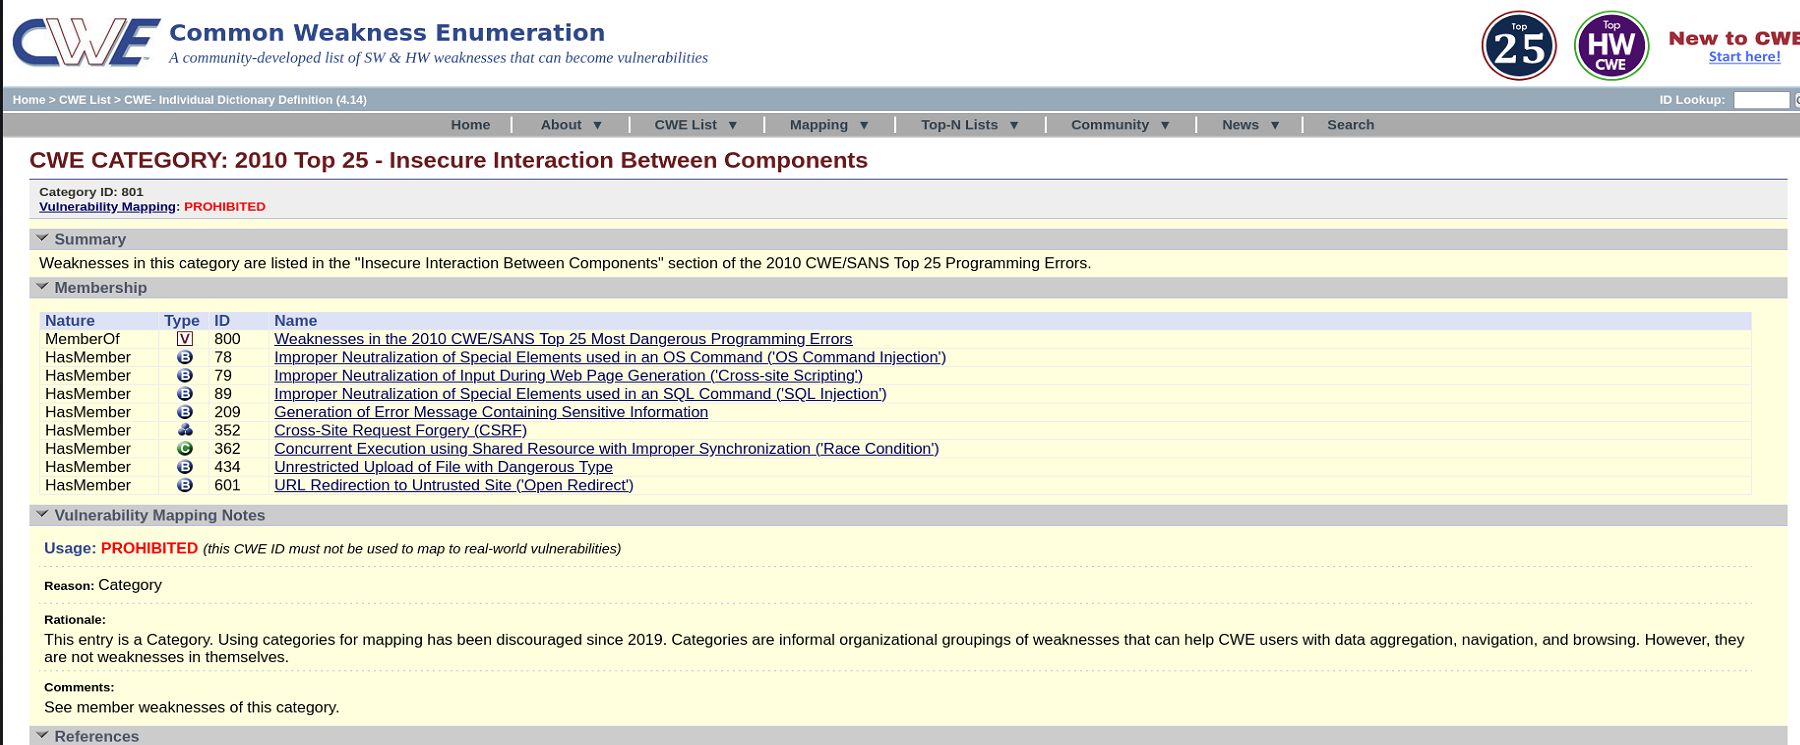 CWE Common Weakness Enumeration
A community-developed list of SW & HW weaknesses that can become vulnerabilities
Top 25
Top HW CWE
New to CWE
Start here!
Home > CWE List > CWE- Individual Dictionary Definition (4.14)
ID Lookup:
Home About ▼ CWE List ▼ Mapping ▼ Top-N Lists ▼ Community ▼ News ▼ Search
CWE CATEGORY: 2010 Top 25 - Insecure Interaction Between Components
Category ID: 801
Vulnerability Mapping: PROHIBITED
Summary
Weaknesses in this category are listed in the "Insecure Interaction Between Components" section of the 2010 CWE/SANS Top 25 Programming Errors.
Membership
Nature Type ID Name
MemberOf V 800 Weaknesses in the 2010 CWE/SANS Top 25 Most Dangerous Programming Errors
HasMember B 78 Improper Neutralization of Special Elements used in an OS Command ('OS Command Injection')
HasMember B 79 Improper Neutralization of Input During Web Page Generation ('Cross-site Scripting')
HasMember B 89 Improper Neutralization of Special Elements used in an SQL Command ('SQL Injection')
HasMember B 209 Generation of Error Message Containing Sensitive Information
HasMember 352 Cross-Site Request Forgery (CSRF)
HasMember C 362 Concurrent Execution using Shared Resource with Improper Synchronization ('Race Condition')
HasMember B 434 Unrestricted Upload of File with Dangerous Type
HasMember B 601 URL Redirection to Untrusted Site ('Open Redirect')
Vulnerability Mapping Notes
Usage: PROHIBITED (this CWE ID must not be used to map to real-world vulnerabilities)
Reason: Category
Rationale:
This entry is a Category. Using categories for mapping has been discouraged since 2019. Categories are informal organizational groupings of weaknesses that can help CWE users with data aggregation, navigation, and browsing. However, they
are not weaknesses in themselves.
Comments:
See member weaknesses of this category.
References